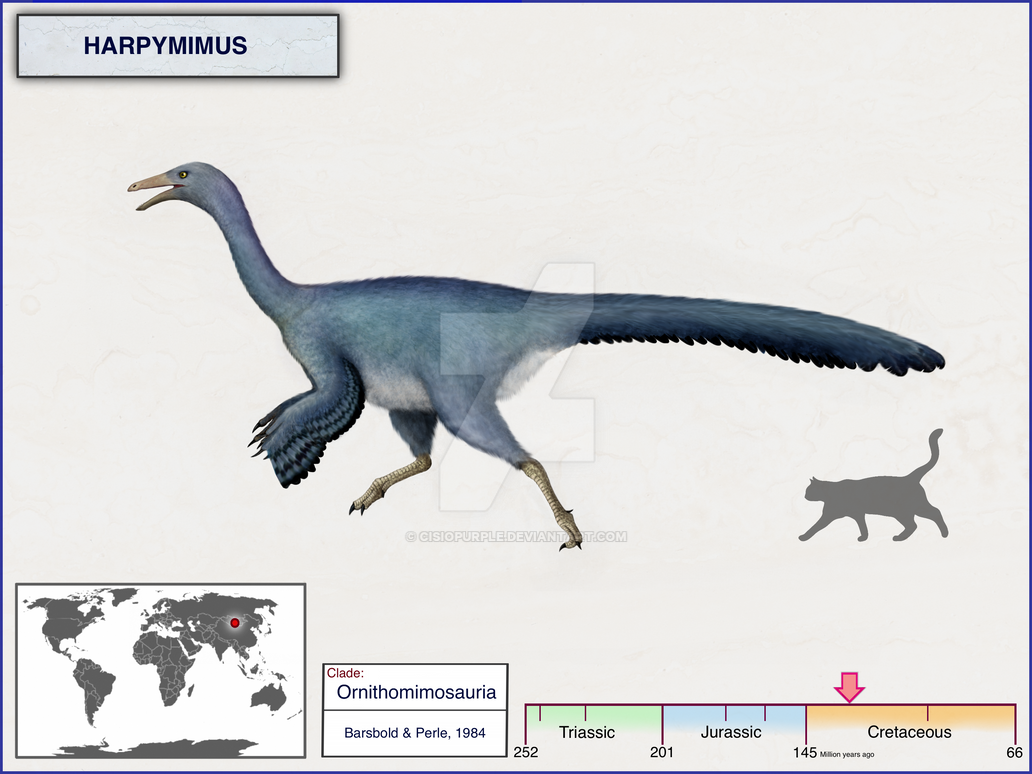 HARPYMIMUS
© CISIOPURPLE.DEVIANTART.COM
Clade:
Ornithomimosauria
Barsbold & Perle, 1984
Triassic
Jurassic
Cretaceous
252
201
145 Million years ago
66